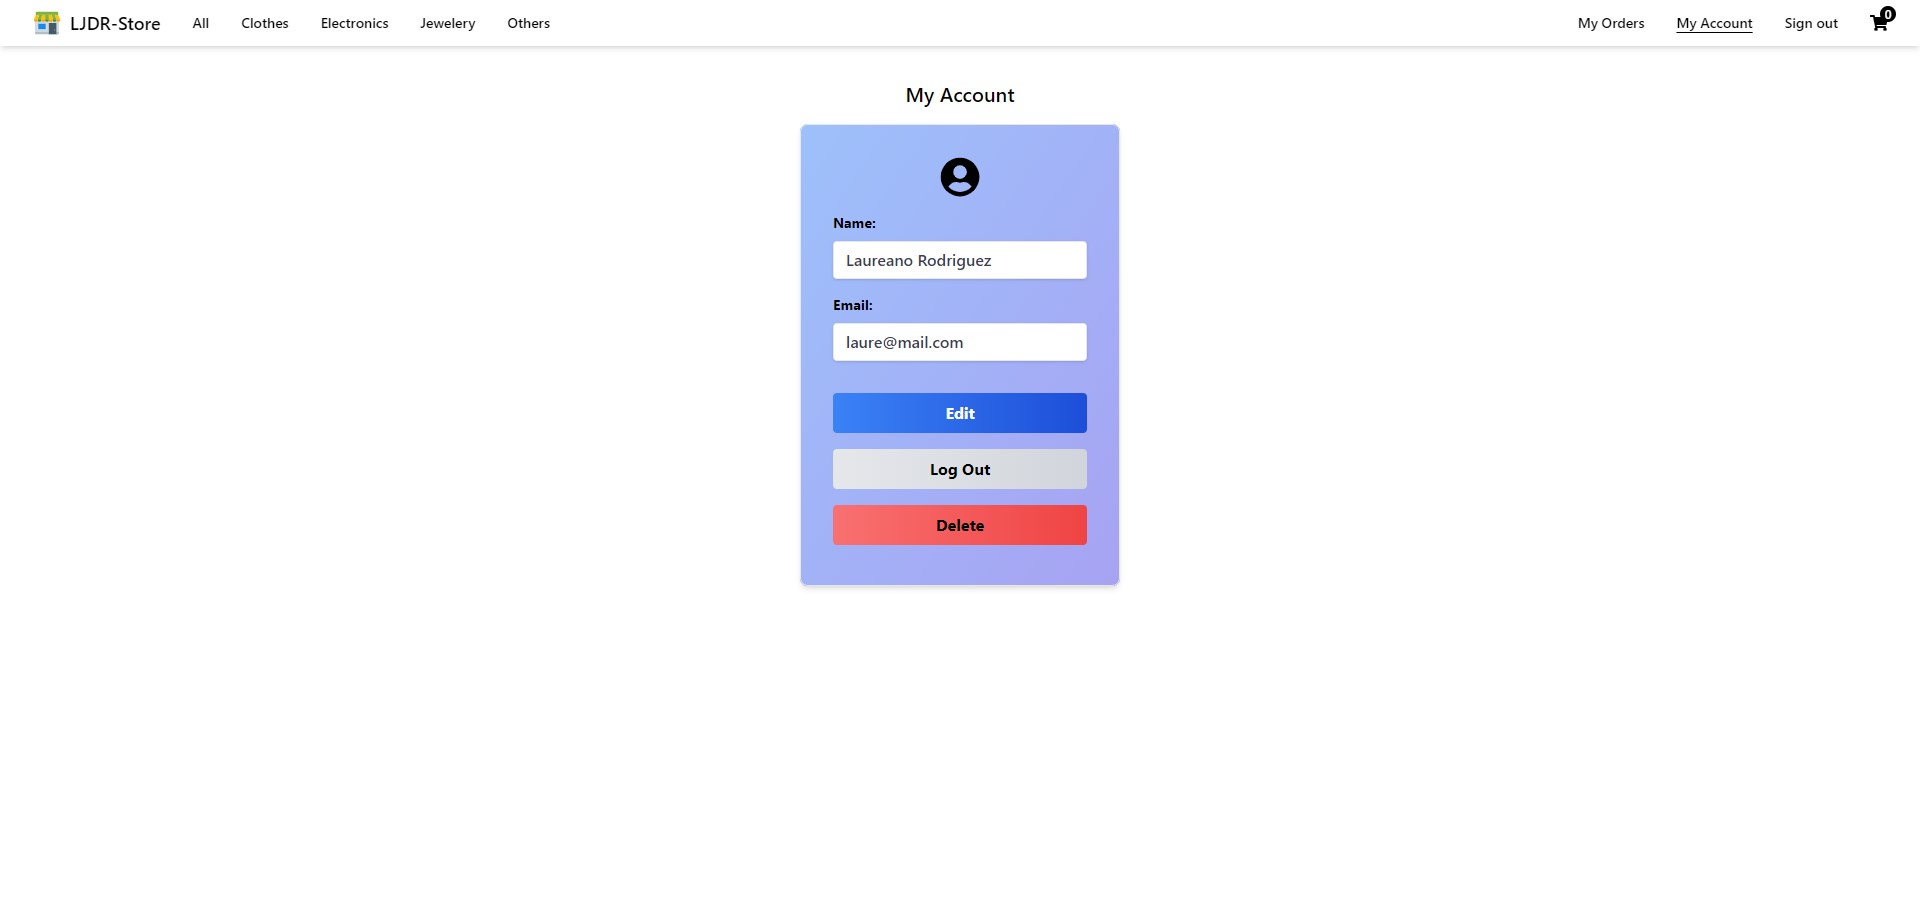 LJDR-Store All Clothes Electronics Jewelery Others My Orders My Account Sign out 0
My Account
Name:
Laureano Rodriguez
Email:
laure@mail.com
Edit
Log Out
Delete